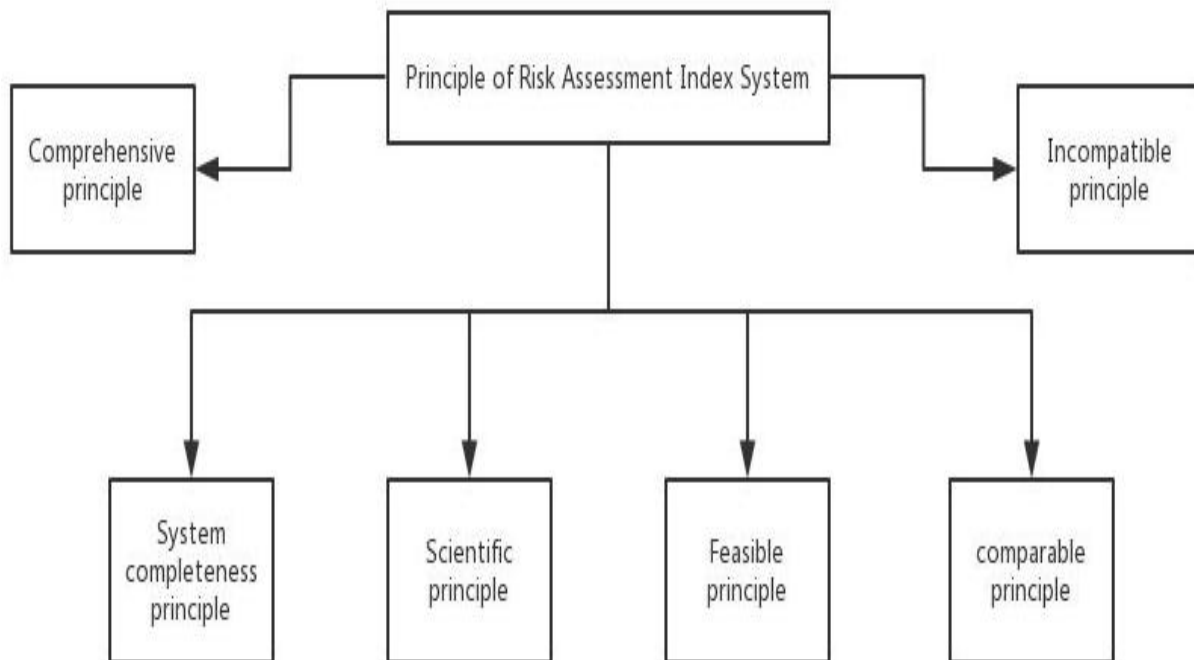 Principle of Risk Assessment Index System
Comprehensive
principle
Incompatible
principle
System
completeness
principle
Scientific
principle
Feasible
principle
comparable
principle